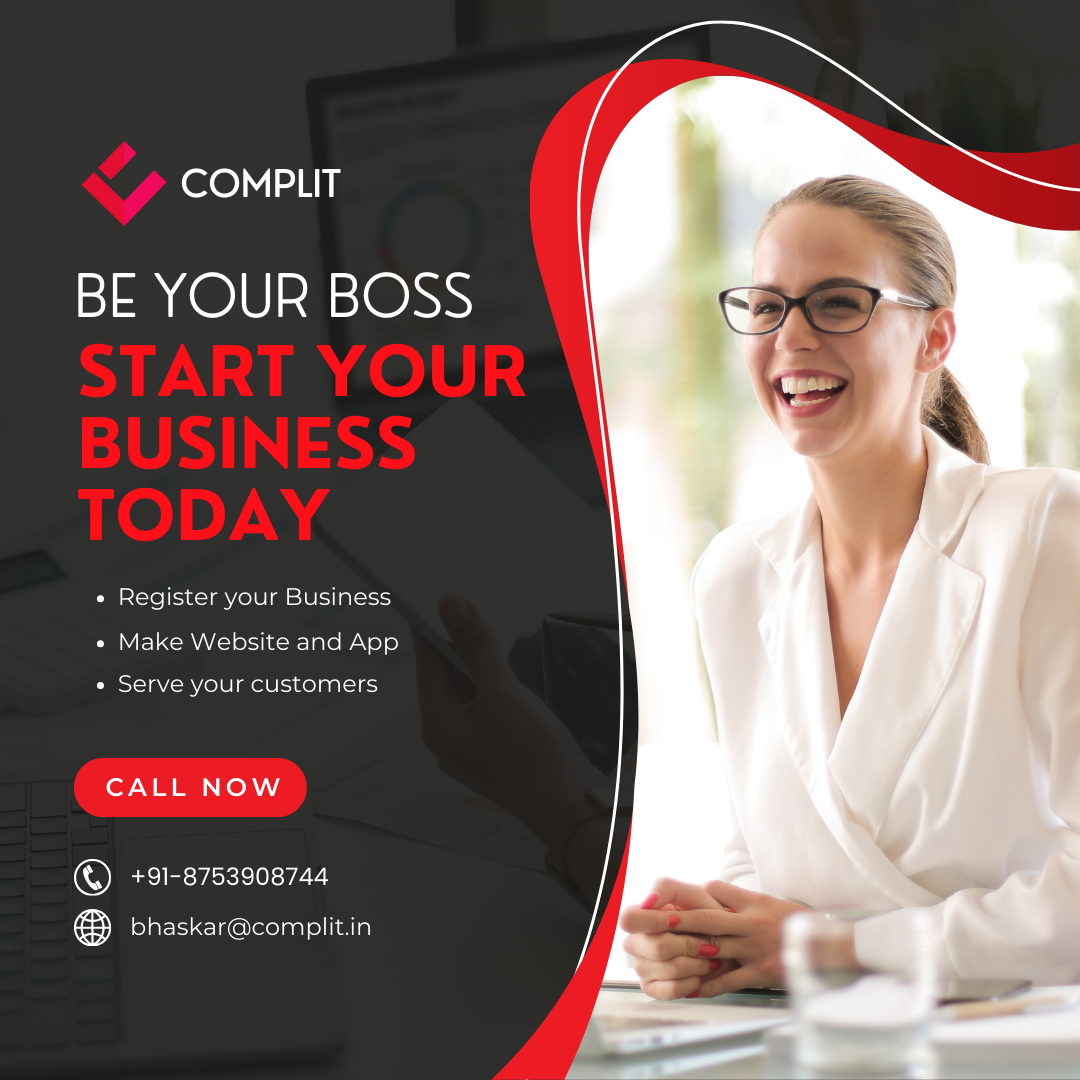 COMPLIT
BE YOUR BOSS
START YOUR
BUSINESS
TODAY
• Register your Business
• Make Website and App
• Serve your customers
CALL NOW
+91-8753908744
bhaskar@complit.in